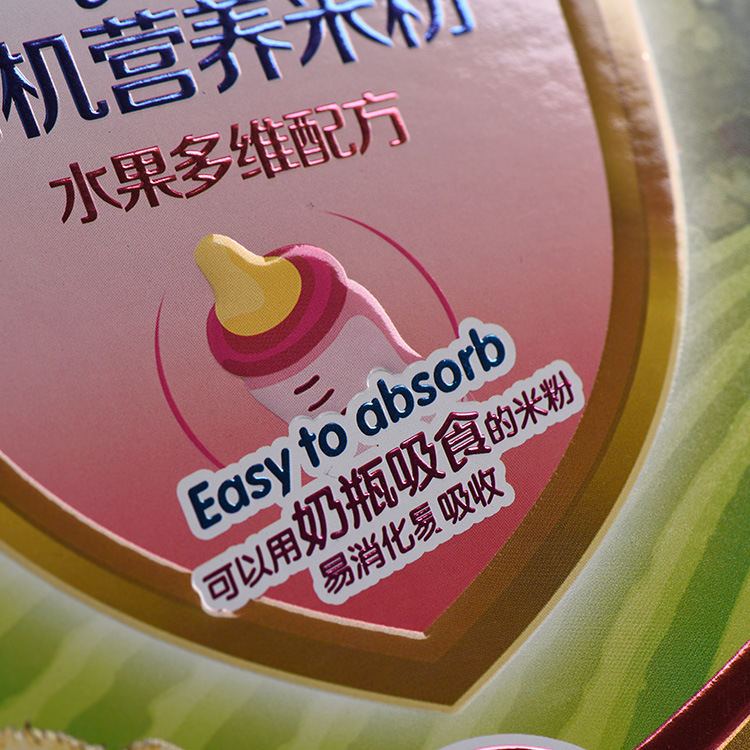 机营养米粉
水果多维配方
Easy to absorb
可以用奶瓶吸食的米粉
易消化易吸收